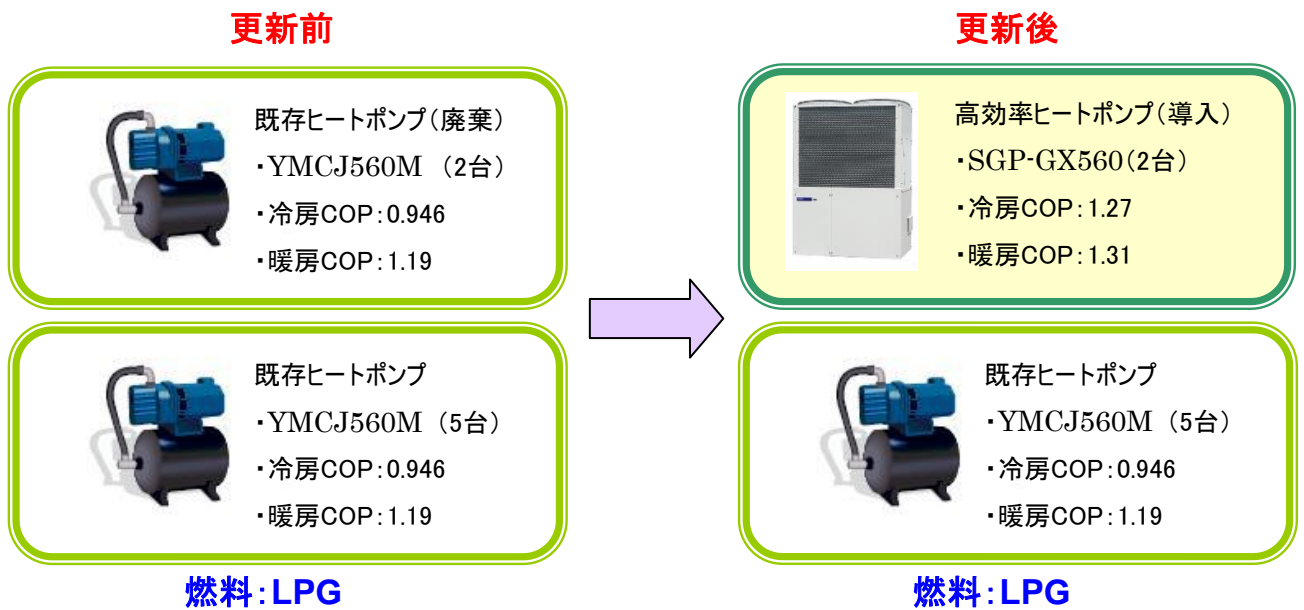 更新前
既存ヒートポンプ(廃棄)
・YMCJ560M (2台)
・冷房COP:0.946
・暖房COP:1.19
既存ヒートポンプ
・YMCJ560M (5台)
・冷房COP:0.946
・暖房COP:1.19
燃料:LPG
更新後
高効率ヒートポンプ(導入)
・SGP-GX560(2台)
・冷房COP:1.27
・暖房COP:1.31
既存ヒートポンプ
・YMCJ560M (5台)
・冷房COP:0.946
・暖房COP:1.19
燃料:LPG